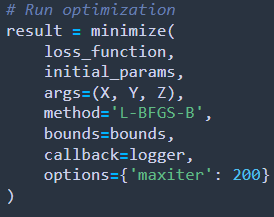 # Run optimization
result = minimize(
    loss_function,
    initial_params,
    args=(X, Y, Z),
    method='L-BFGS-B',
    bounds=bounds,
    callback=logger,
    options={'maxiter': 200}
)